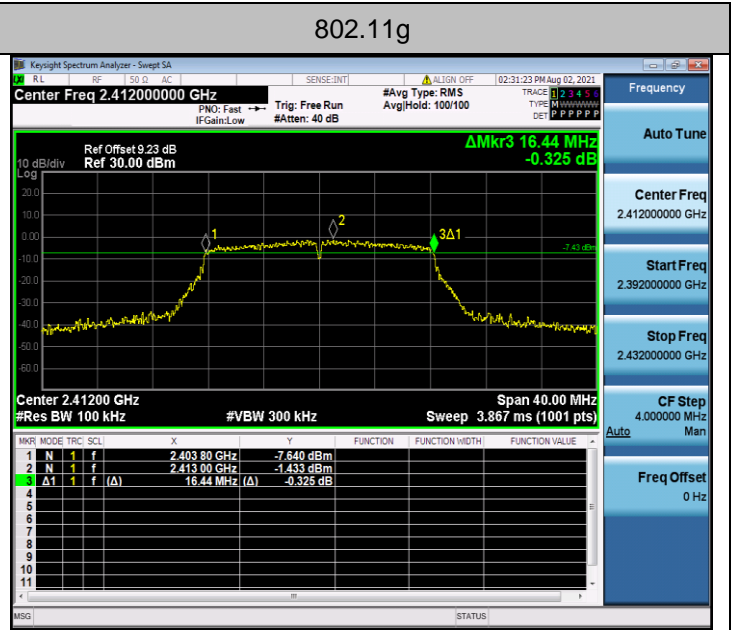 802.11g
Keysight Spectrum Analyzer - Swept SA
LXI RL RF 50 Ω AC SENSE:INT ALIGN OFF 02:31:23 PM Aug 02, 2021
Center Freq 2.412000000 GHz
PNO: Fast
IFGain:Low
Trig: Free Run
#Atten: 40 dB
#Avg Type: RMS
Avg|Hold: 100/100
TRACE 1 2 3 4 5 6
TYPE M WWWWW
DET P P P P P P
ΔMkr3 16.44 MHz
-0.325 dB
Ref Offset 9.23 dB
10 dB/div Ref 30.00 dBm
Log
20.0
10.0
0.00
-10.0
-20.0
-30.0
-40.0
-50.0
-60.0
1
2
3Δ1
-7.43 dBm
Center 2.41200 GHz Span 40.00 MHz
#Res BW 100 kHz #VBW 300 kHz Sweep 3.867 ms (1001 pts)
MKR MODE TRC SCL X Y FUNCTION FUNCTION WIDTH FUNCTION VALUE
1 N 1 f 2.403 80 GHz -7.640 dBm
2 N 1 f 2.413 00 GHz -1.433 dBm
3 Δ1 1 f (Δ) 16.44 MHz (Δ) -0.325 dB
4
5
6
7
8
9
10
11
MSG STATUS
Frequency
Auto Tune
Center Freq
2.412000000 GHz
Start Freq
2.392000000 GHz
Stop Freq
2.432000000 GHz
CF Step
4.000000 MHz
Auto Man
Freq Offset
0 Hz